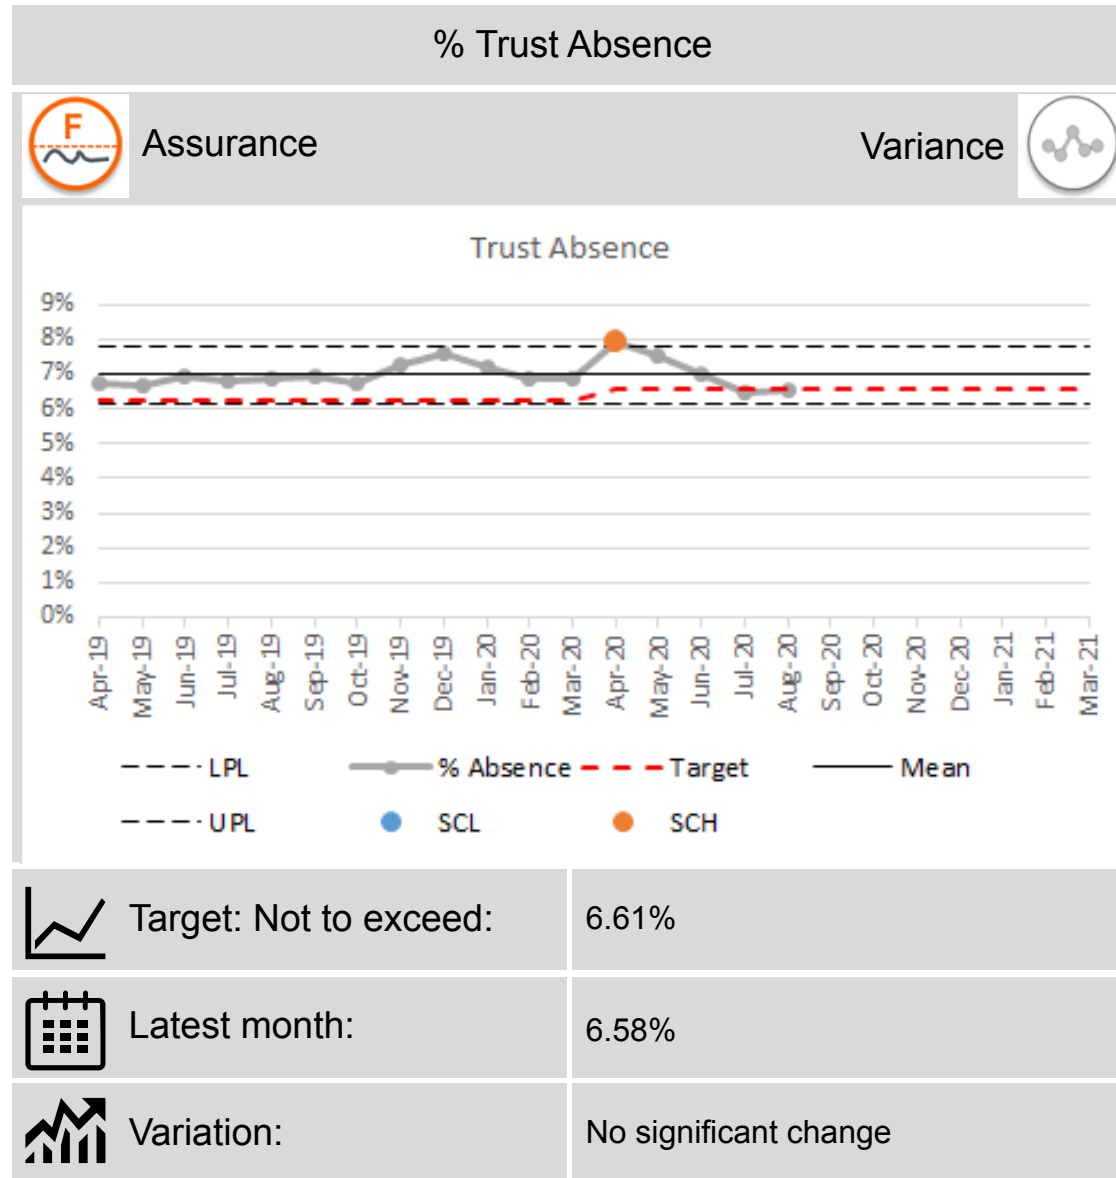 % Trust Absence
F
Assurance
Variance
Trust Absence
9%
8%
7%
6%
5%
4%
3%
2%
1%
0%
Apr-19
May-19
Jun-19
Jul-19
Aug-19
Sep-19
Oct-19
Nov-19
Dec-19
Jan-20
Feb-20
Mar-20
Apr-20
May-20
Jun-20
Jul-20
Aug-20
Sep-20
Oct-20
Nov-20
Dec-20
Jan-21
Feb-21
Mar-21
LPL % Absence Target Mean
UPL SCL SCH
Target: Not to exceed: 6.61%
Latest month: 6.58%
Variation: No significant change